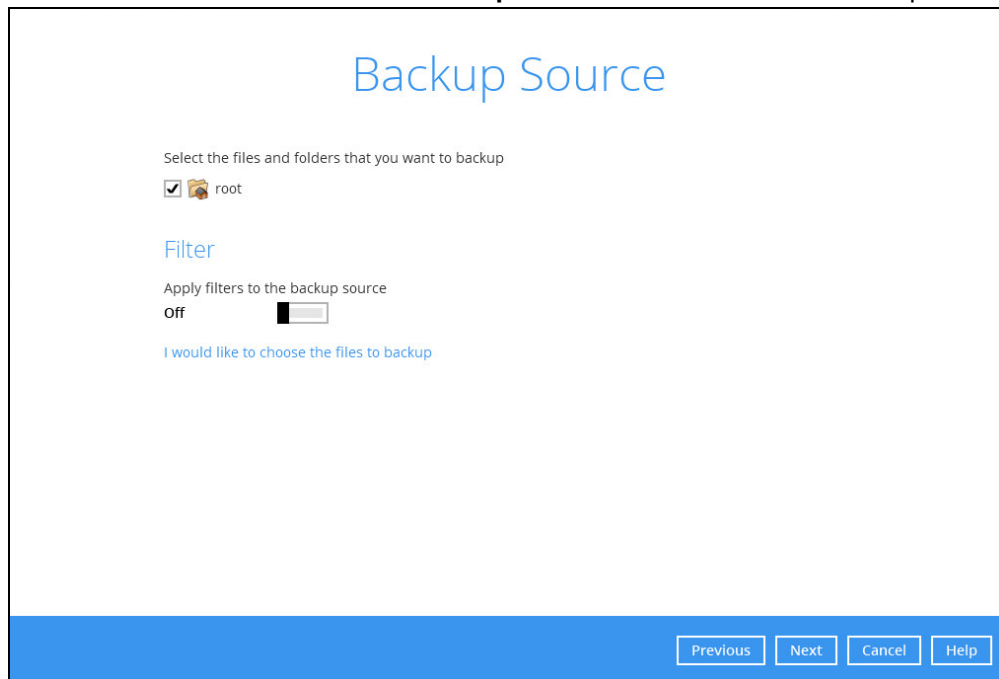 Backup Source
Select the files and folders that you want to backup
root
Filter
Apply filters to the backup source
Off
I would like to choose the files to backup
Previous Next Cancel Help